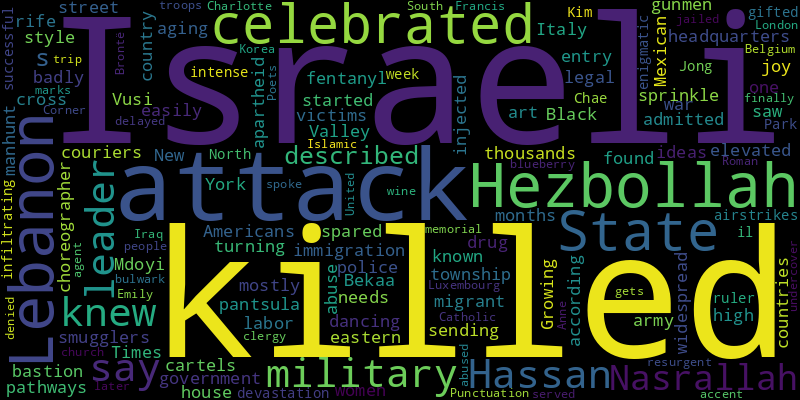 successful
street
troops
Charlotte
celebrated
South
Francis
Kim
gunmen
jailed
gifted
London
rife
style
aging
country
Brontë
Korea
Italy
enigmatic
Mexican
headquarters
Belgium
s
trip
badly
intense
Poets
week
entry
legal
Jong
joy
Israeli
marks
cross
Vusi
easily
apartheid
fentanyl
started
victims
Valley
injected
art
Black
Chae
sprinkle
war
admitted
one
finally
saw
Park
manhunt
Corner
delayed
Islamic
Lebanon
couriers
New
North
described
thousands
found
ideas
elevated
blueberry
Roman
attack
infiltrating
choreographer
leader
York
spoke
United
wine
Hezbollah
months
State
airstrikes
il
Iraq
people
Americans
turning
spared
immigration
police
memorial
known
drug
according
widespread
Mdoyi
agent
bulwark
Emily
mostly
pantsula
labor
abuse
Bekaa
needs
township
Luxembourg
migrant
Catholic
Growing
Anne
gets
army
ruler
high
countries
undercover
killed
denied
knew
smugglers
Times
clergy
dancing
eastern
sending
church
say
cartels
government
military
abused
Hassan
Nasrallah
resurgent
bastion
pathways
later
house
devastation
women
Punctuation
served
accent